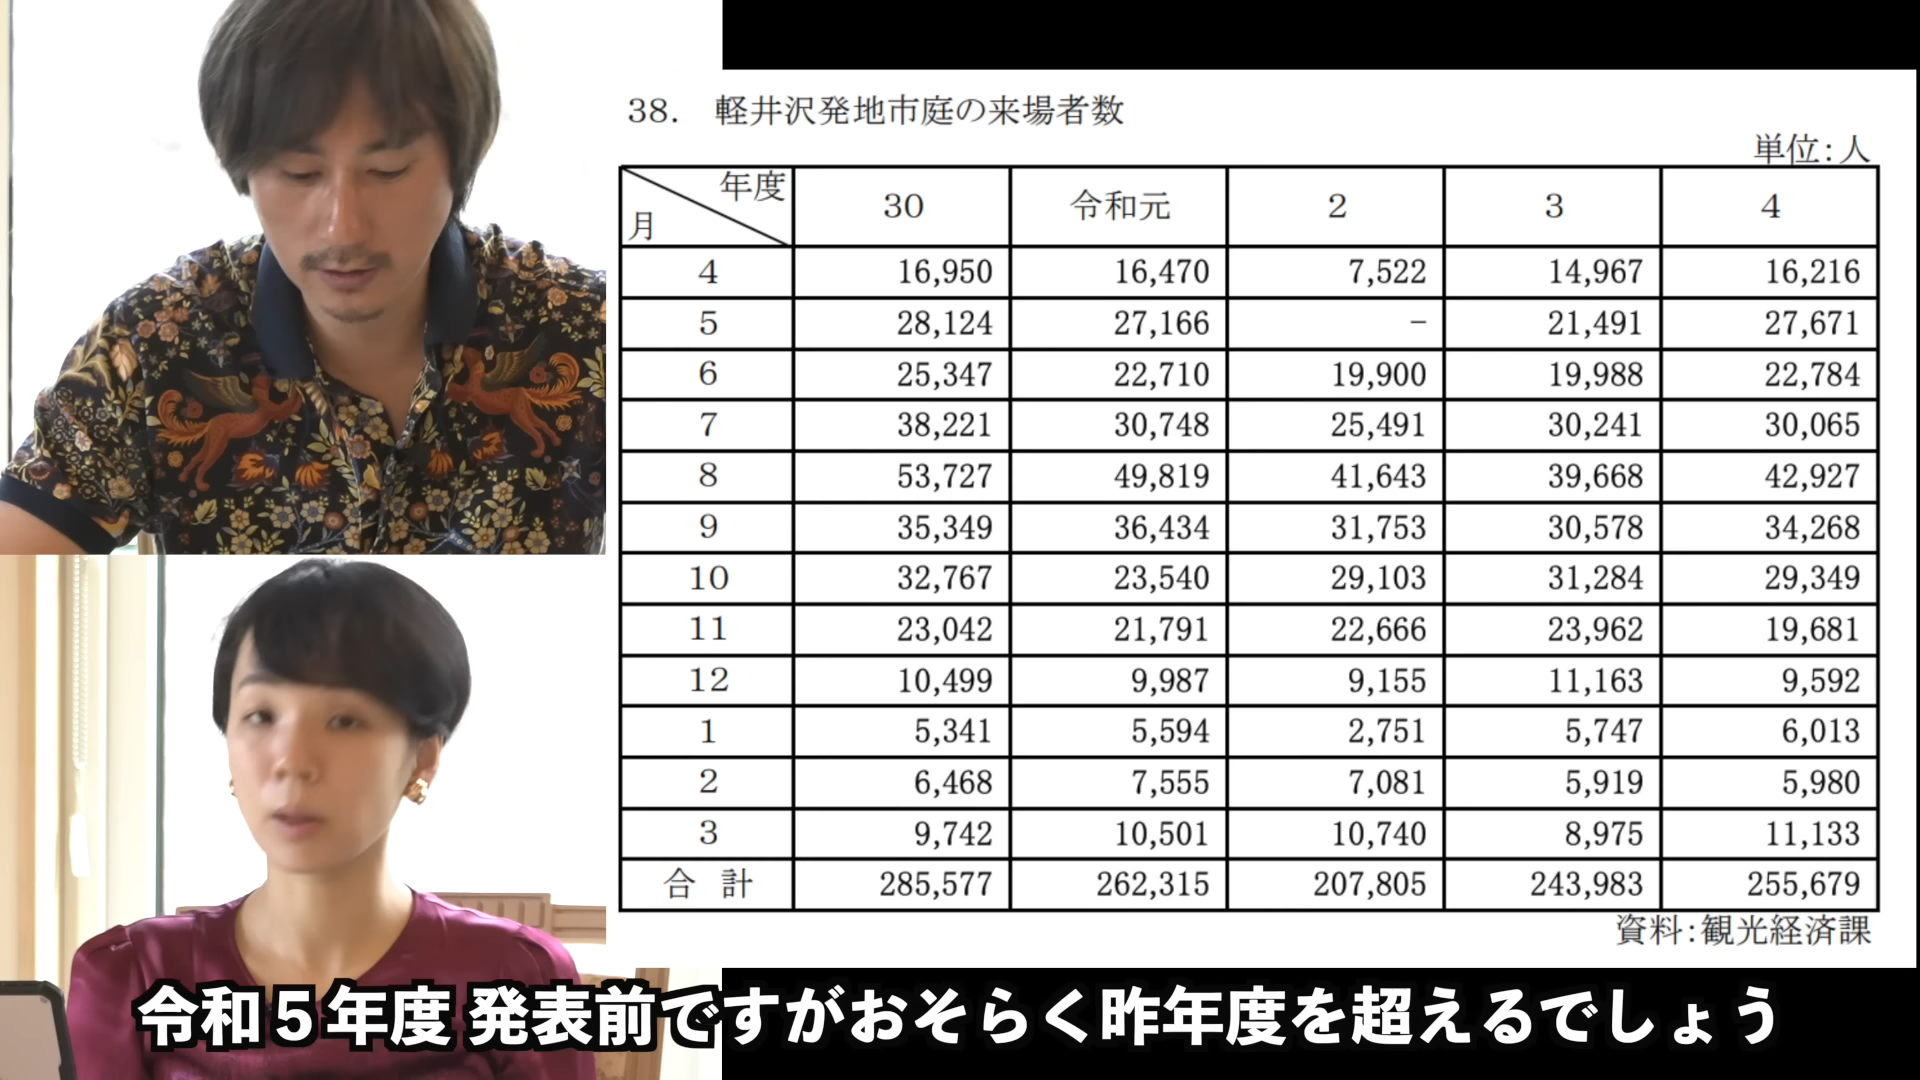 38. 軽井沢発地市庭の来場者数
単位:人
年度 月 30 令和元 2 3 4
4 16,950 16,470 7,522 14,967 16,216
5 28,124 27,166 － 21,491 27,671
6 25,347 22,710 19,900 19,988 22,784
7 38,221 30,748 25,491 30,241 30,065
8 53,727 49,819 41,643 39,668 42,927
9 35,349 36,434 31,753 30,578 34,268
10 32,767 23,540 29,103 31,284 29,349
11 23,042 21,791 22,666 23,962 19,681
12 10,499 9,987 9,155 11,163 9,592
1 5,341 5,594 2,751 5,747 6,013
2 6,468 7,555 7,081 5,919 5,980
3 9,742 10,501 10,740 8,975 11,133
合計 285,577 262,315 207,805 243,983 255,679
資料:観光経済課
令和５年度 発表前ですがおそらく昨年度を超えるでしょう